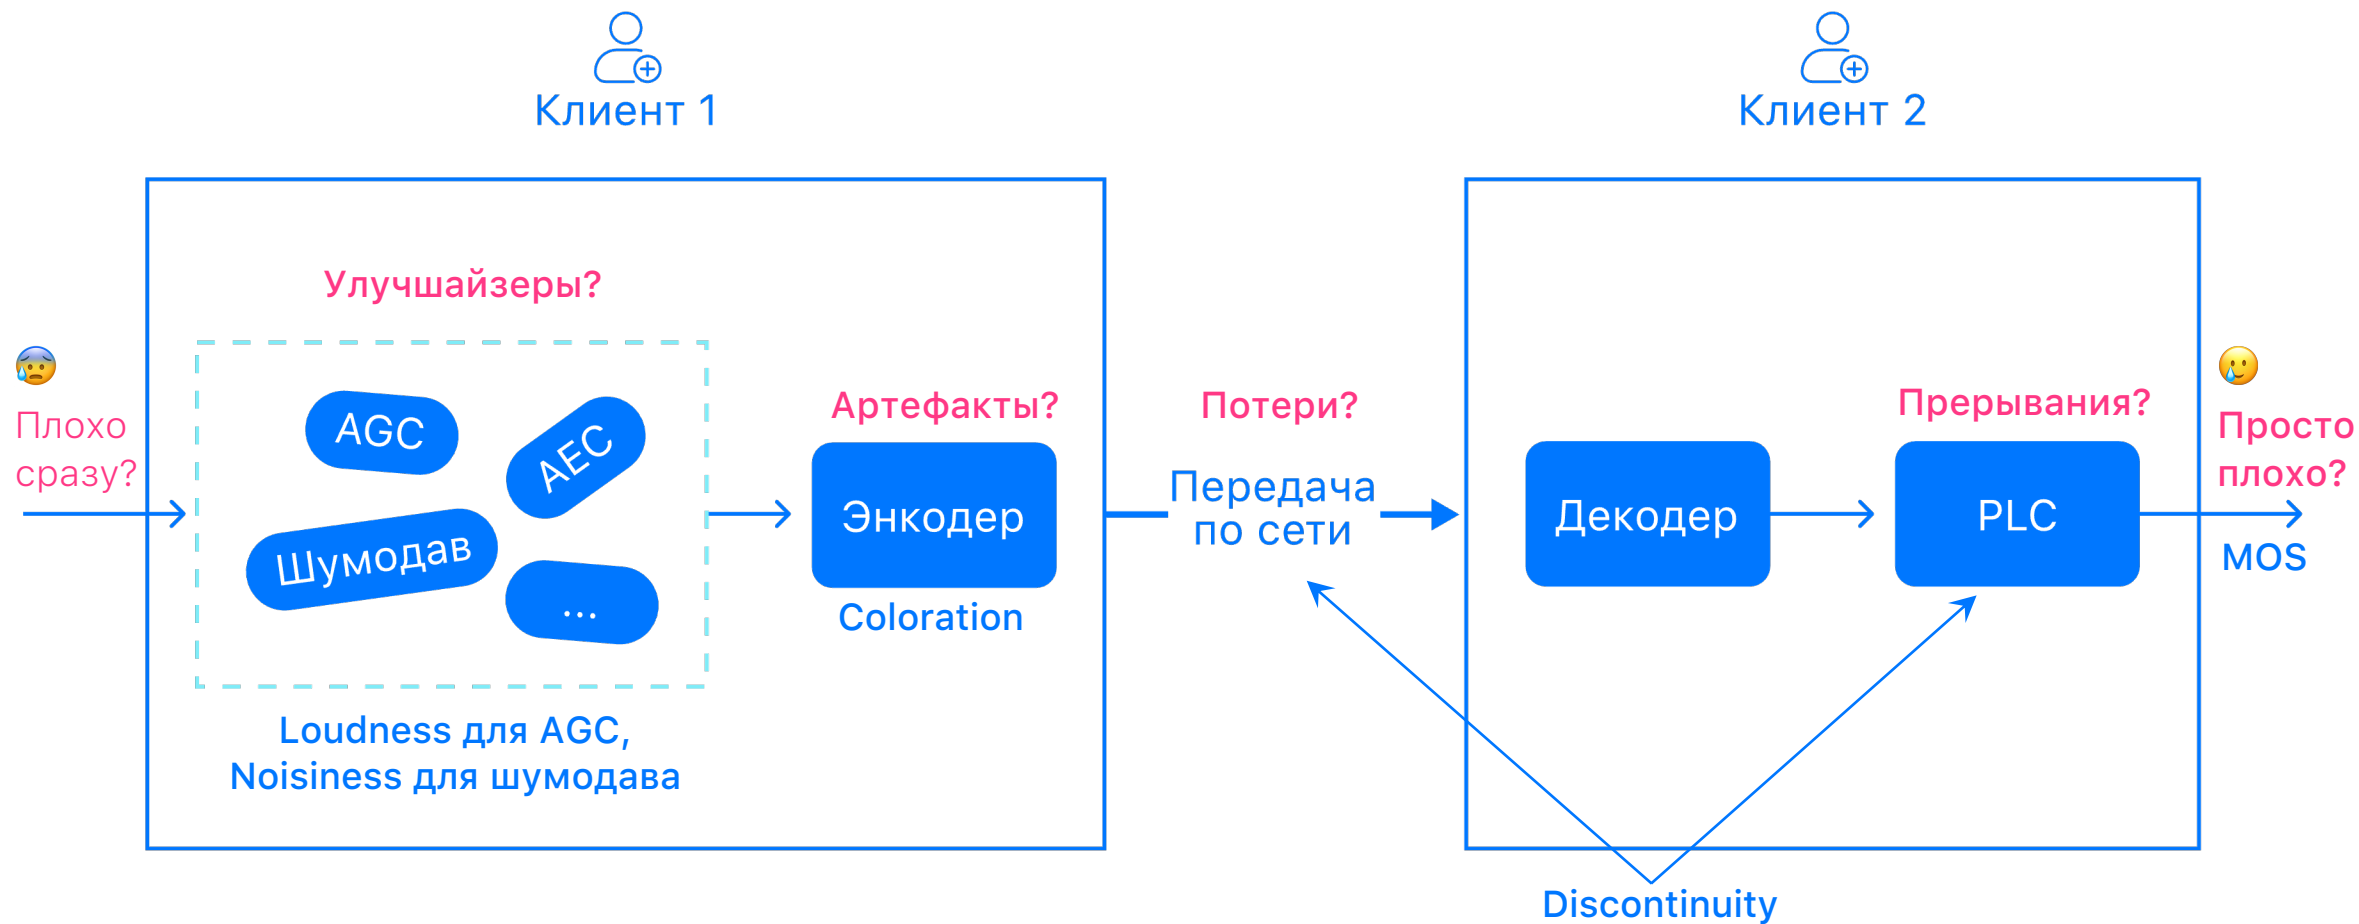 Клиент 1
Клиент 2
Улучшайзеры?
Плохо
сразу?
AGC
AEC
Шумодав
...
Loudness для AGC,
Noisiness для шумодава
Артефакты?
Энкодер
Coloration
Потери?
Передача
по сети
Декодер
Прерывания?
PLC
Просто
плохо?
MOS
Discontinuity